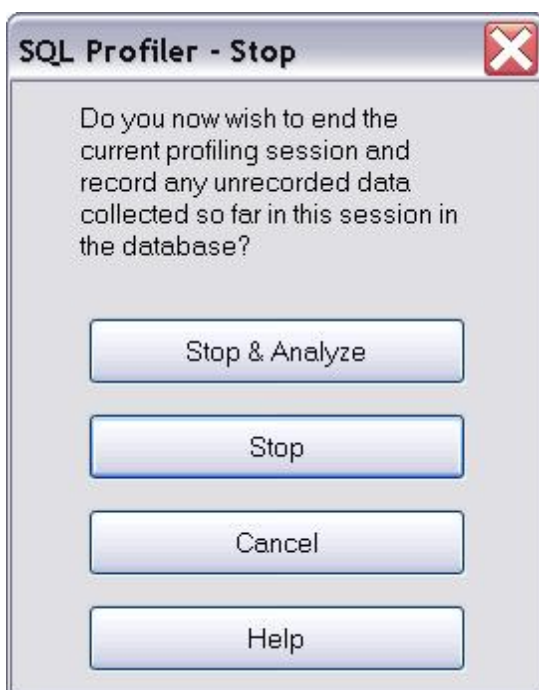 SQL Profiler - Stop
Do you now wish to end the
current profiling session and
record any unrecorded data
collected so far in this session in
the database?
Stop & Analyze
Stop
Cancel
Help